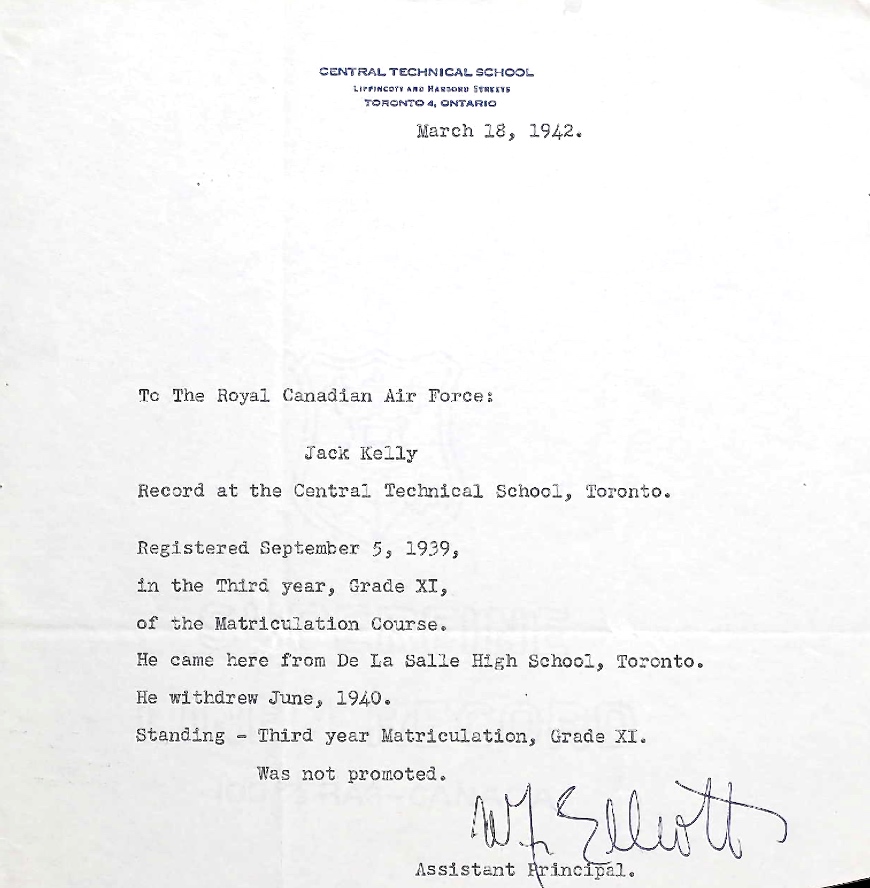 CENTRAL TECHNICAL SCHOOL
LIPPINCOTT AND HARBORD STREETS
TORONTO 4, ONTARIO
March 18, 1942.
To The Royal Canadian Air Force:
Jack Kelly
Record at the Central Technical School, Toronto.
Registered September 5, 1939,
in the Third year, Grade XI,
of the Matriculation Course.
He came here from De La Salle High School, Toronto.
He withdrew June, 1940.
Standing - Third year Matriculation, Grade XI.
Was not promoted.
W Elliott
Assistant Principal.